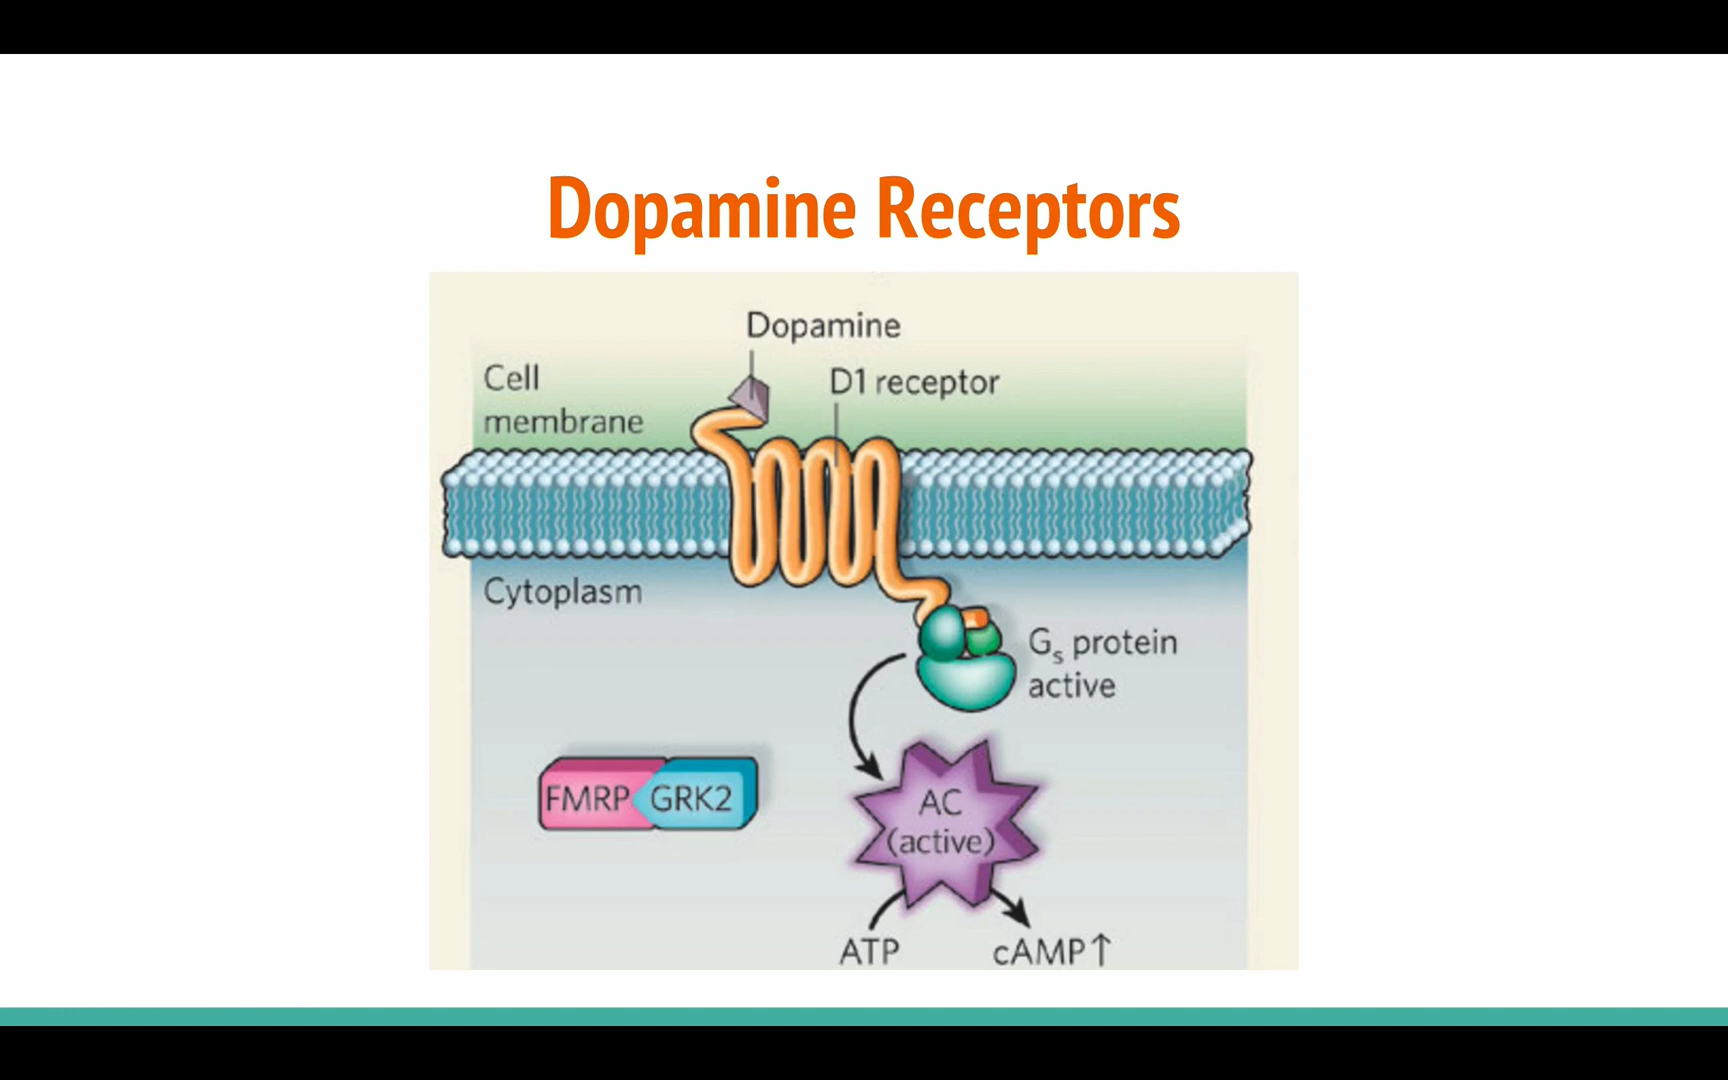 Dopamine Receptors
Dopamine
D1 receptor
Cell
membrane
Cytoplasm
Gs protein
active
FMRP
GRK2
AC
(active)
ATP
cAMP↑